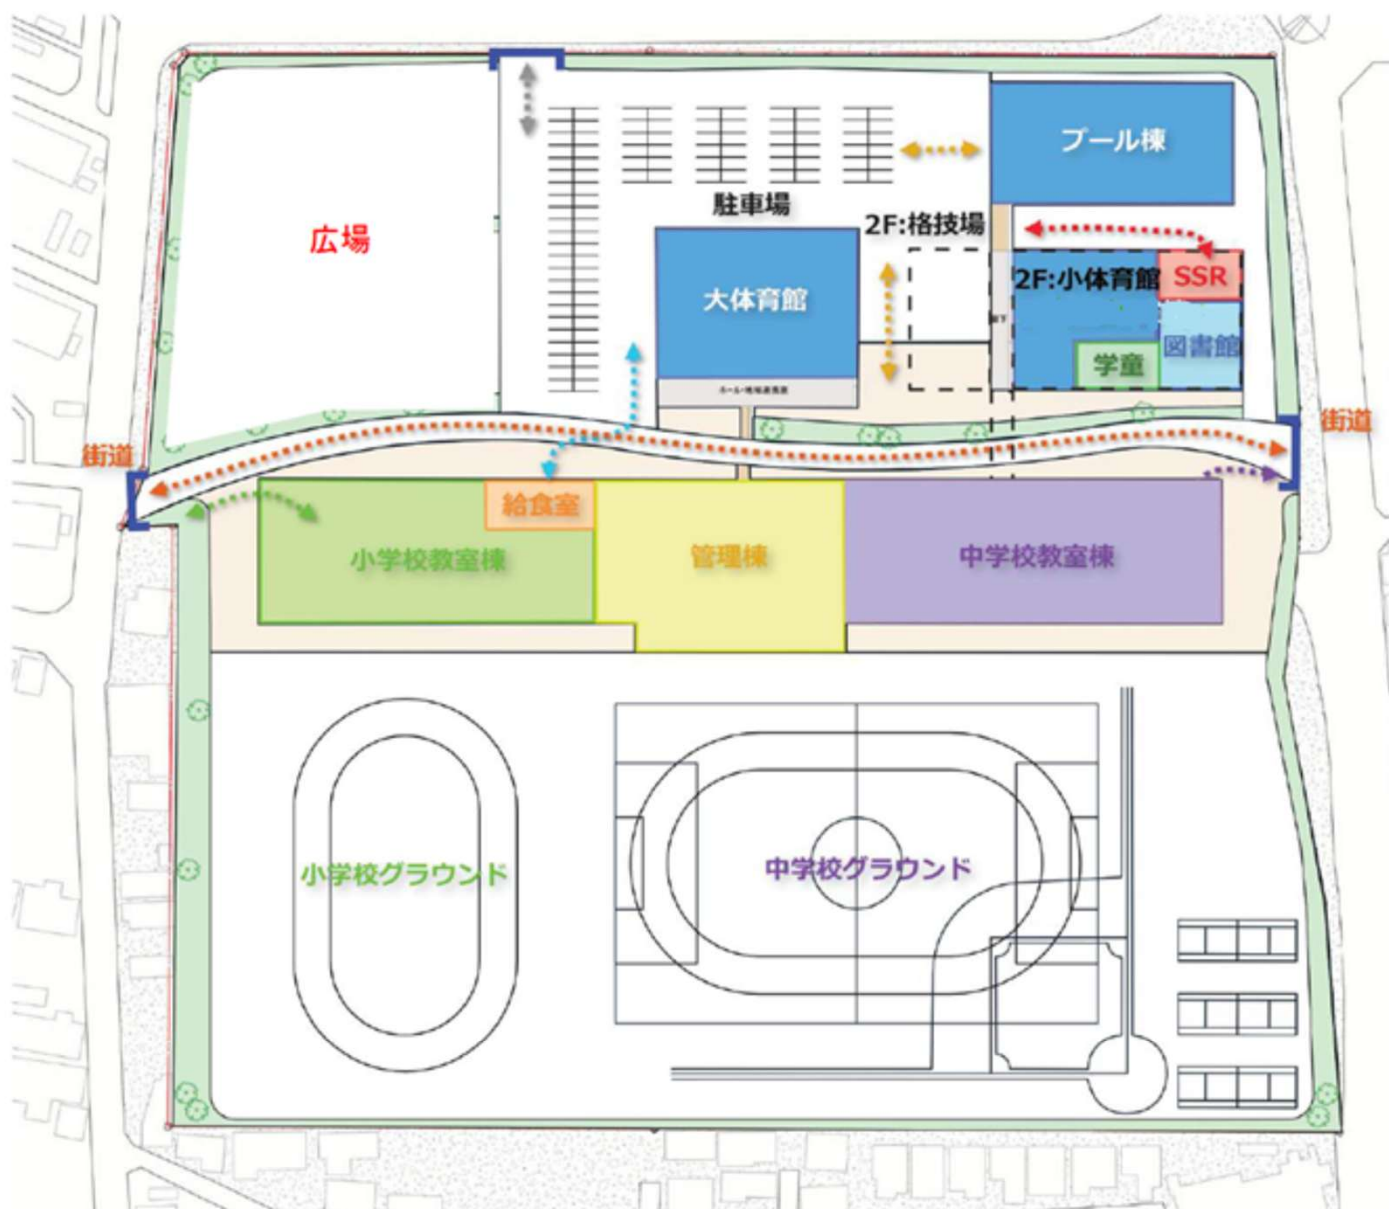 プール棟
駐車場
2F:格技場
広場
2F:小体育館
SSR
大体育館
図書館
学童
街道
街道
給食室
小学校教室棟
管理棟
中学校教室棟
小学校グラウンド
中学校グラウンド